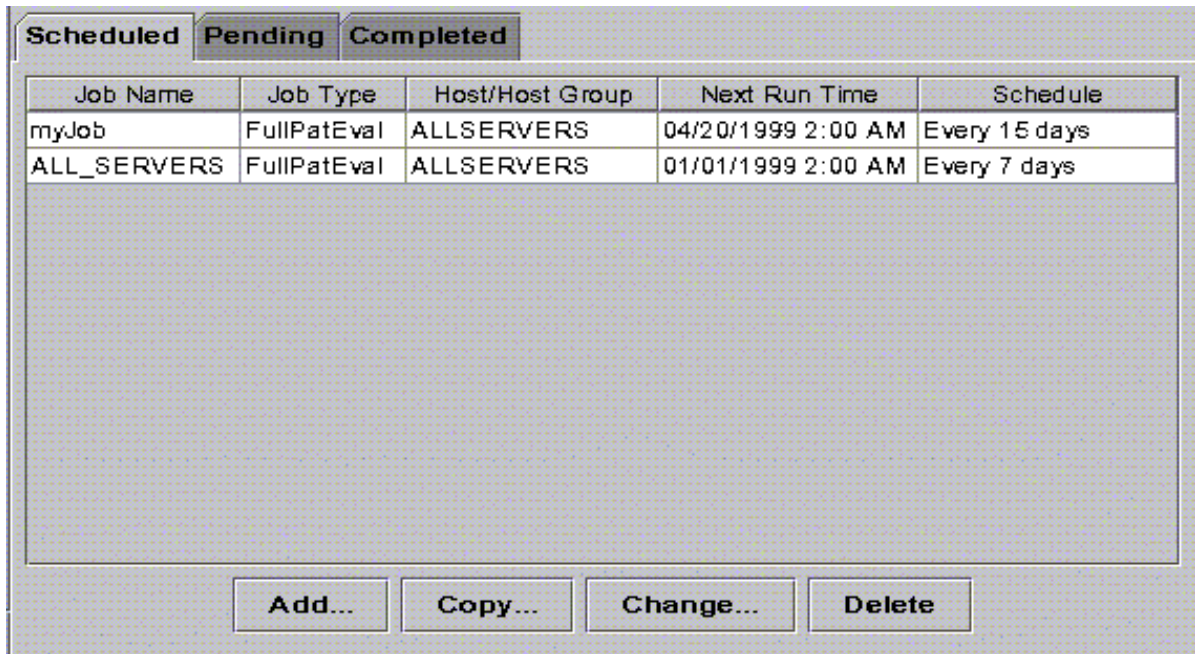 Scheduled Pending Completed
Job Name Job Type Host/Host Group Next Run Time Schedule
myJob FullPatEval ALLSERVERS 04/20/1999 2:00 AM Every 15 days
ALL_SERVERS FullPatEval ALLSERVERS 01/01/1999 2:00 AM Every 7 days
Add... Copy... Change... Delete